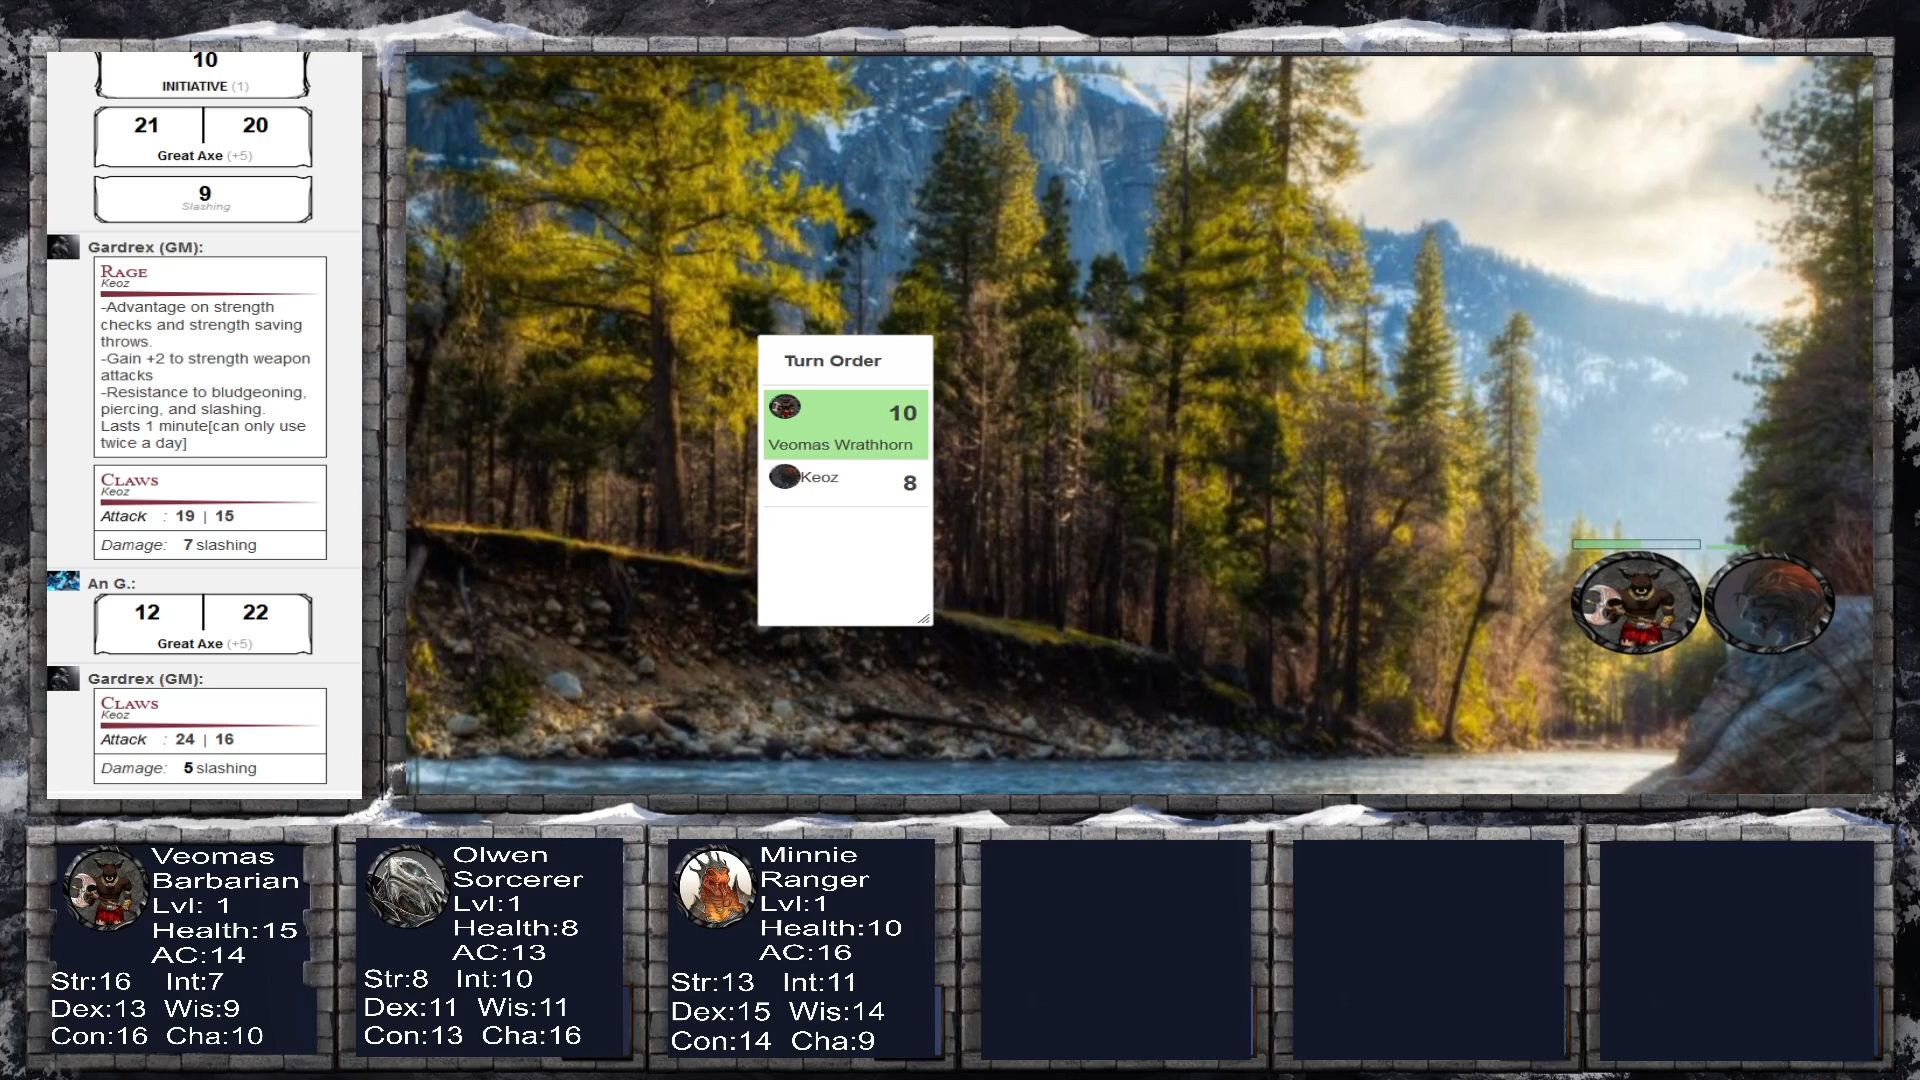 10
INITIATIVE (1)
21 20
Great Axe (+5)
9
Slashing
Gardrex (GM):
RAGE
Keoz
-Advantage on strength
checks and strength saving
throws.
-Gain +2 to strength weapon
attacks
-Resistance to bludgeoning,
piercing, and slashing.
Lasts 1 minute[can only use
twice a day]
CLAWS
Keoz
Attack : 19 | 15
Damage: 7 slashing
An G.:
12 22
Great Axe (+5)
Gardrex (GM):
CLAWS
Keoz
Attack : 24 | 16
Damage: 5 slashing
Turn Order
10
Veomas Wrathhorn
Keoz 8
Veomas
Barbarian
Lvl: 1
Health:15
AC:14
Str:16 Int:7
Dex:13 Wis:9
Con:16 Cha:10
Olwen
Sorcerer
Lvl:1
Health:8
AC:13
Str:8 Int:10
Dex:11 Wis:11
Con:13 Cha:16
Minnie
Ranger
Lvl:1
Health:10
AC:16
Str:13 Int:11
Dex:15 Wis:14
Con:14 Cha:9